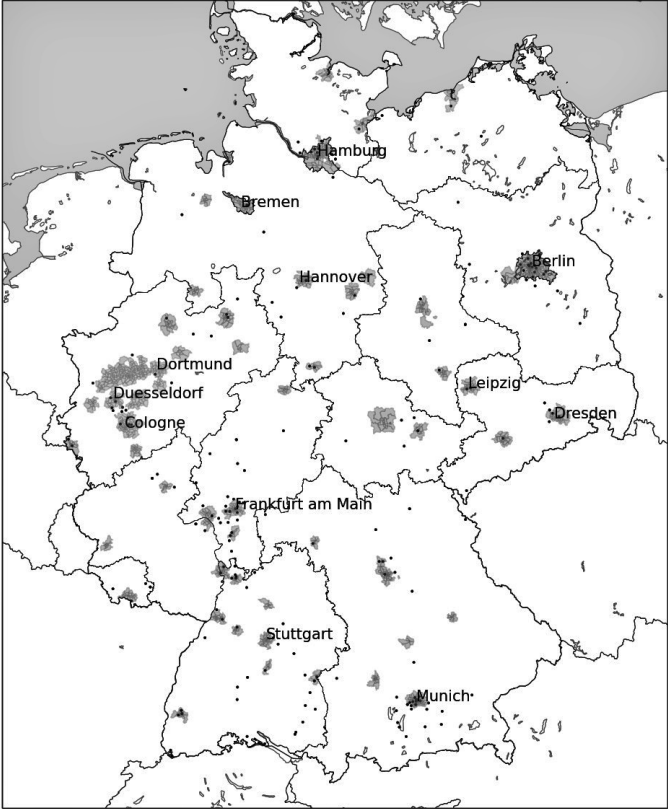 Hamburg
Bremen
Berlin
Hannover
Dortmund
Leipzig
Duesseldorf
Dresden
Cologne
Frankfurt am Main
Stuttgart
Munich